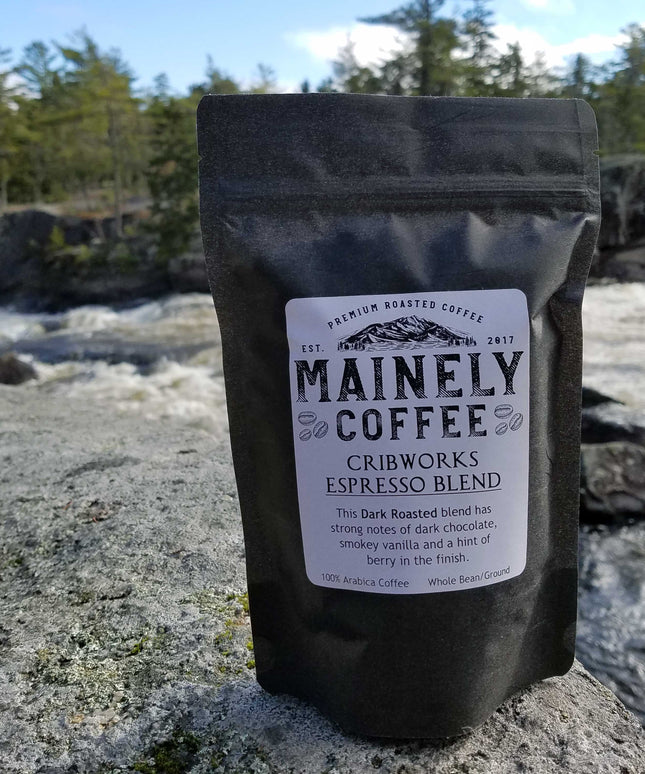 PREMIUM ROASTED COFFEE
EST. 2017
MAINELY
COFFEE
CRIBWORKS
ESPRESSO BLEND
This Dark Roasted blend has
strong notes of dark chocolate,
smokey vanilla and a hint of
berry in the finish.
100% Arabica Coffee Whole Bean/Ground